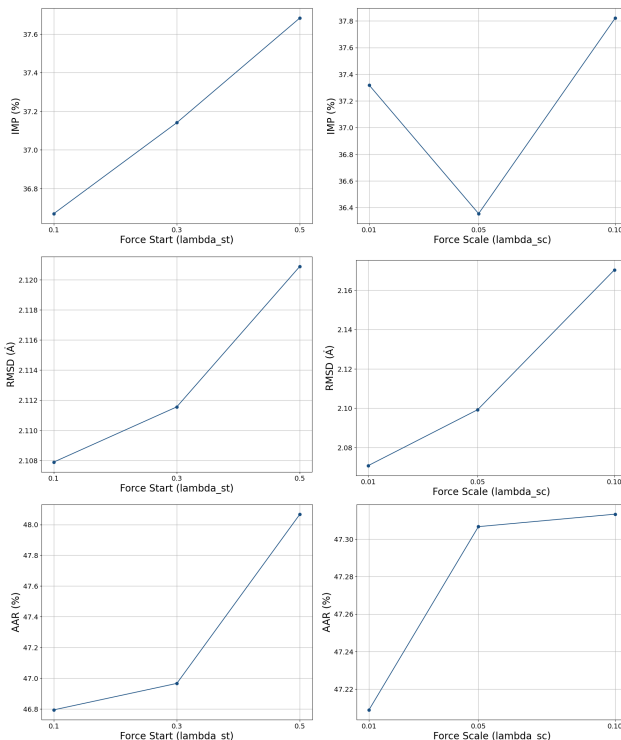 IMP (%)
37.6
37.4
37.2
37.0
36.8
0.1 0.3 0.5
Force Start (lambda_st)
IMP (%)
37.8
37.6
37.4
37.2
37.0
36.8
36.6
36.4
0.01 0.05 0.10
Force Scale (lambda_sc)
RMSD (Å)
2.120
2.118
2.116
2.114
2.112
2.110
2.108
0.1 0.3 0.5
Force Start (lambda_st)
RMSD (Å)
2.16
2.14
2.12
2.10
2.08
0.01 0.05 0.10
Force Scale (lambda_sc)
AAR (%)
48.0
47.8
47.6
47.4
47.2
47.0
46.8
0.1 0.3 0.5
Force Start (lambda_st)
AAR (%)
47.30
47.28
47.26
47.24
47.22
0.01 0.05 0.10
Force Scale (lambda_sc)